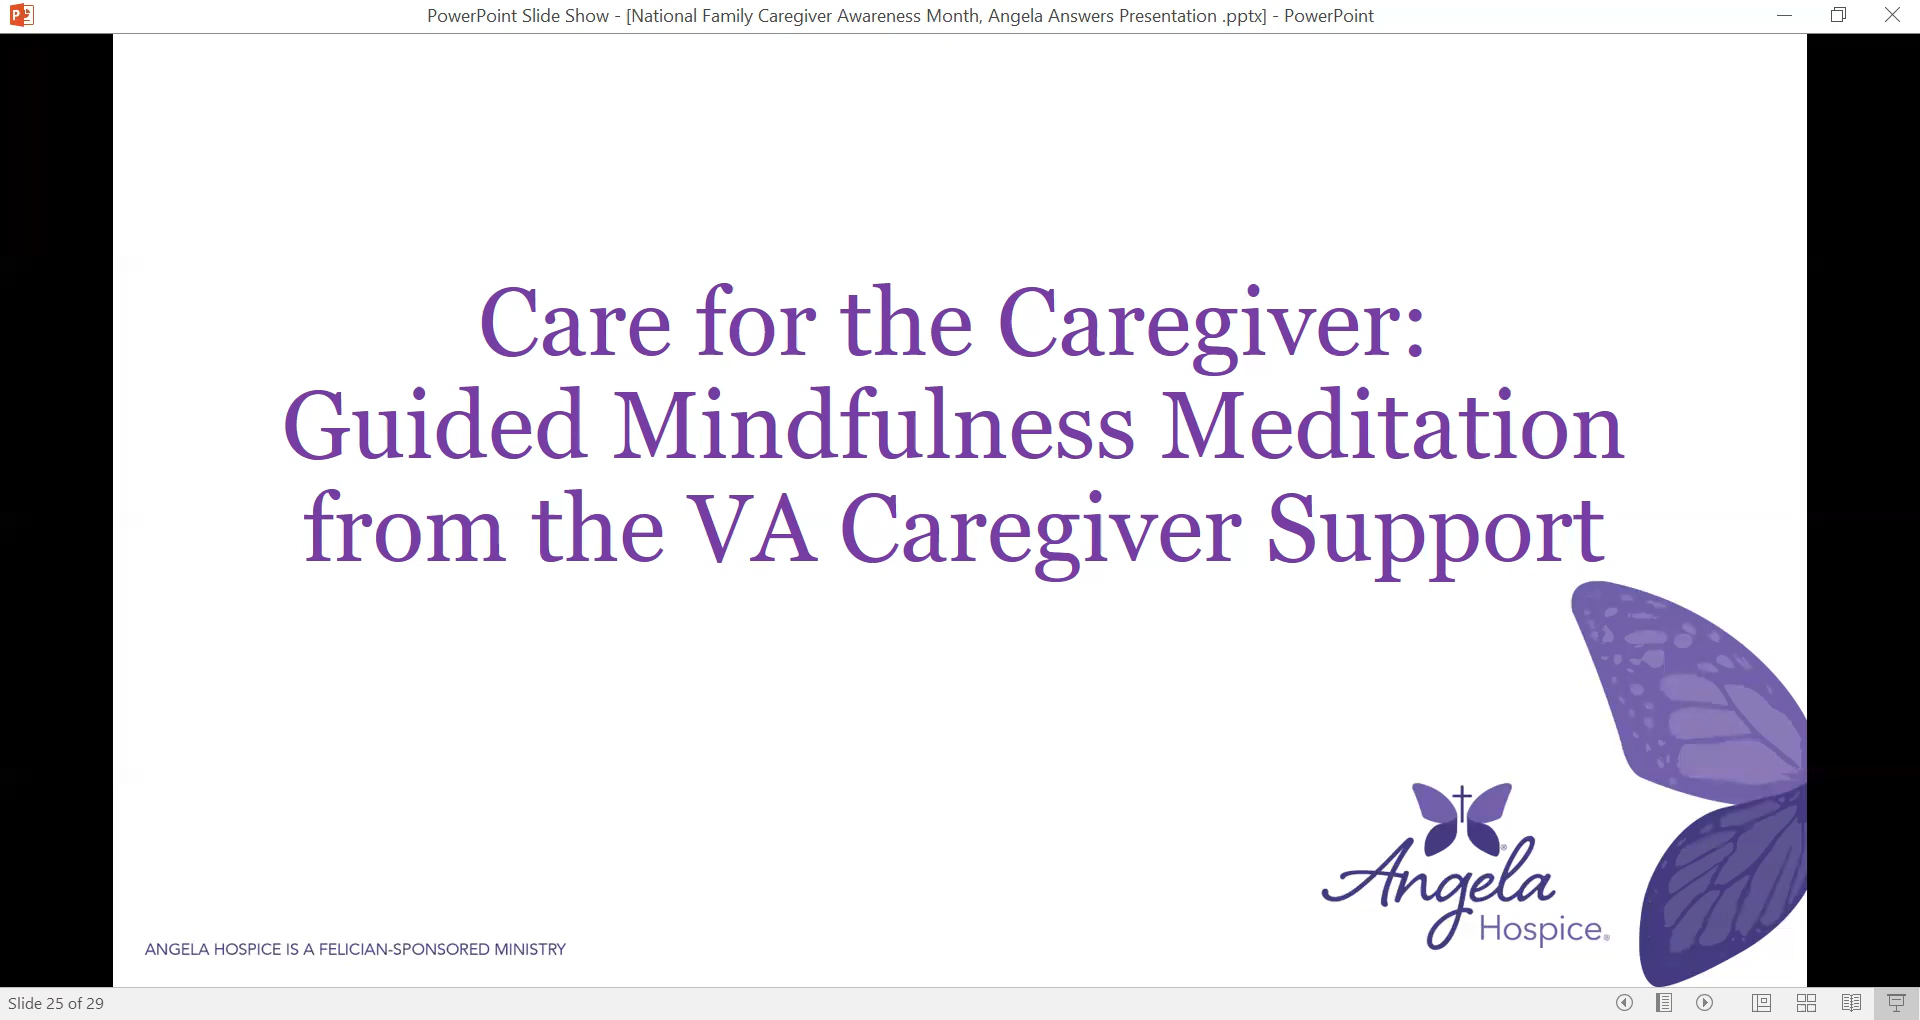 PowerPoint Slide Show - [National Family Caregiver Awareness Month, Angela Answers Presentation .pptx] - PowerPoint
Care for the Caregiver:
Guided Mindfulness Meditation
from the VA Caregiver Support
Angela
Hospice®
ANGELA HOSPICE IS A FELICIAN-SPONSORED MINISTRY
Slide 25 of 29